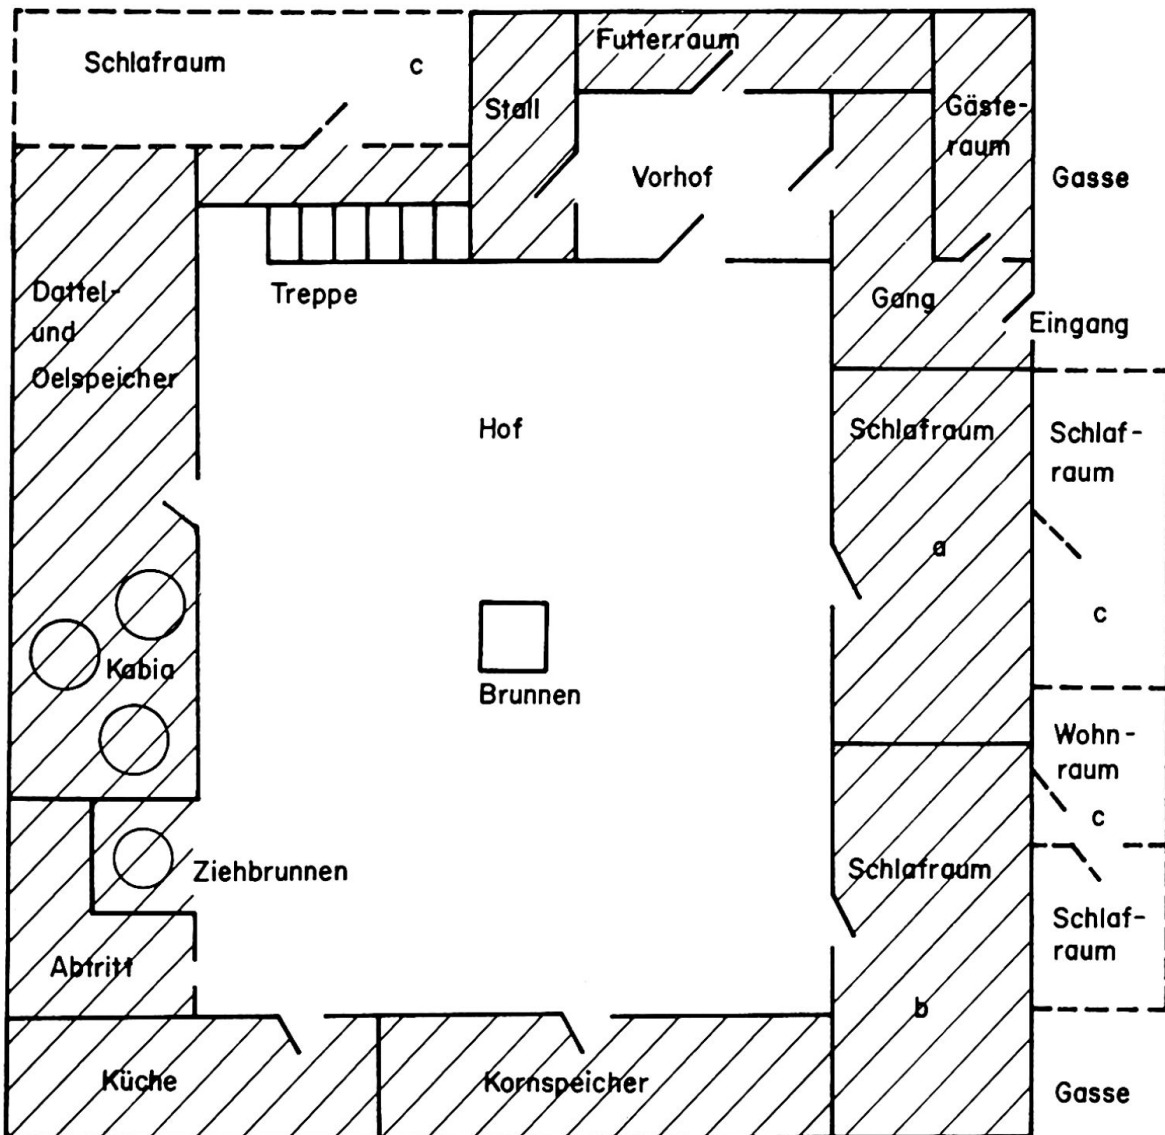 Schlafraum c
Futterraum
Stall
Gäste-
raum
Vorhof
Gasse
Dattel-
und
Oelspeicher
Treppe
Gang
Eingang
Hof
Schlafraum
a
Schlaf-
raum
c
Kabia
Brunnen
Wohn-
raum
c
Ziehbrunnen
Schlafraum
b
Schlaf-
raum
Abtritt
Küche
Kornspeicher
Gasse